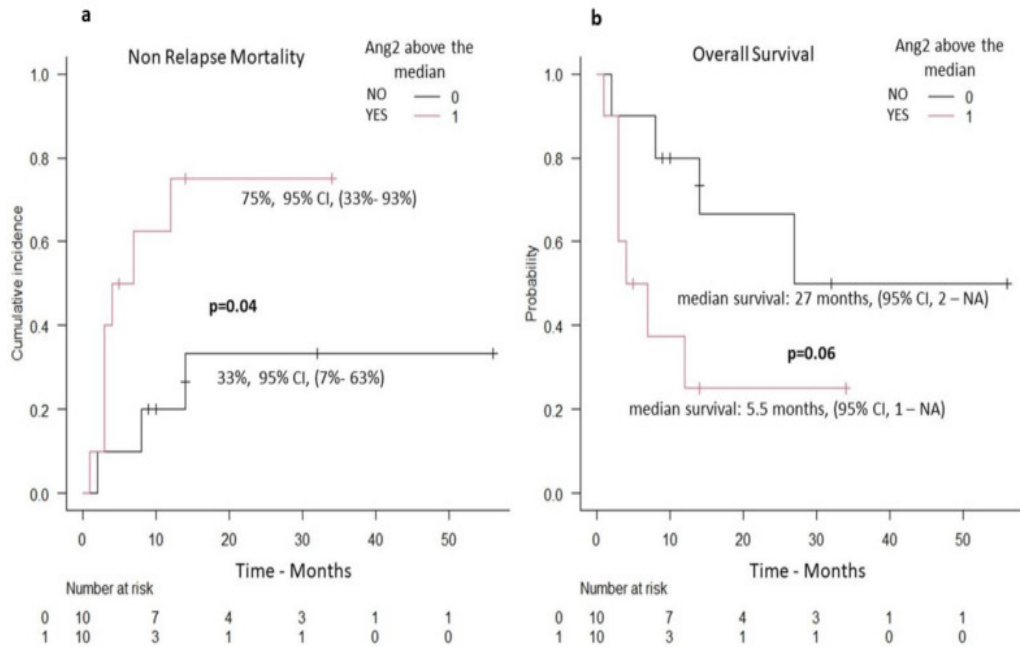 a
Non Relapse Mortality
Ang2 above the
median
NO 0
YES 1
1.0
0.8
0.6
0.4
0.2
0.0
Cumulative incidence
75%, 95% CI, (33%- 93%)
p=0.04
33%, 95% CI, (7%- 63%)
0 10 20 30 40 50
Time - Months
Number at risk
0 10 7 4 3 1 1
1 10 3 1 1 0 0
b
Overall Survival
Ang2 above the
median
NO 0
YES 1
1.0
0.8
0.6
0.4
0.2
0.0
Probability
median survival: 27 months, (95% CI, 2 – NA)
p=0.06
median survival: 5.5 months, (95% CI, 1 – NA)
0 10 20 30 40 50
Time - Months
Number at risk
0 10 7 4 3 1 1
1 10 3 1 1 0 0